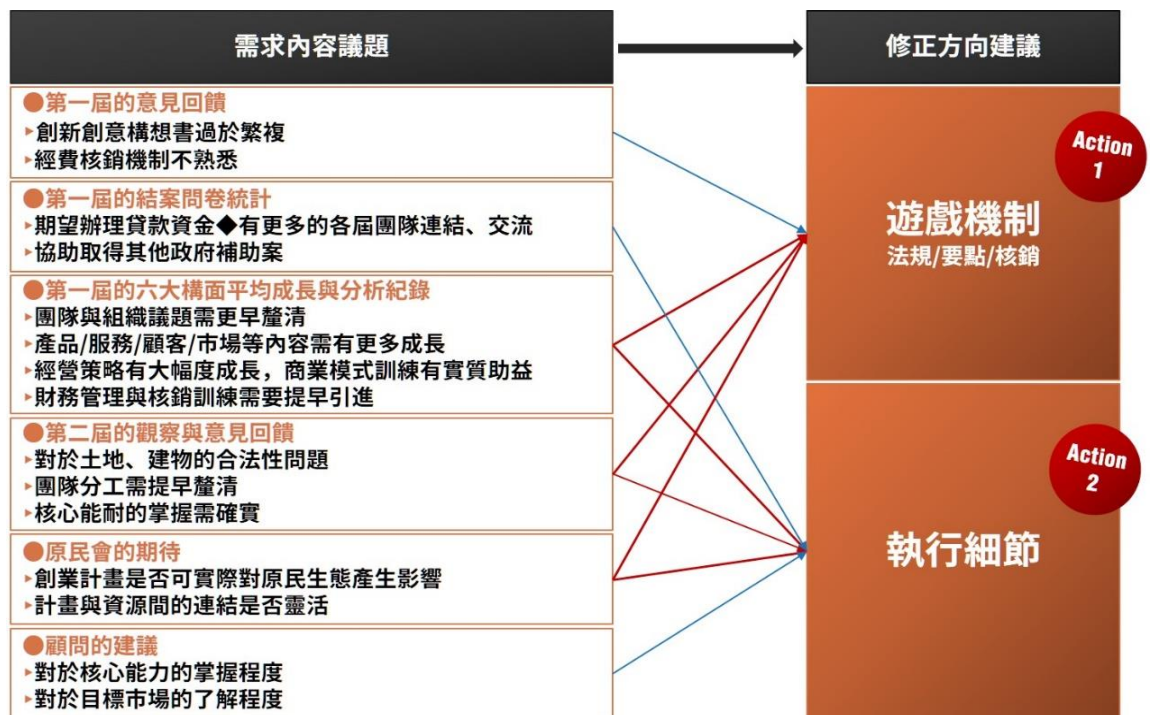 需求內容議題
修正方向建議
●第一屆的意見回饋
▸創新創意構想書過於繁複
▸經費核銷機制不熟悉
●第一屆的結案問卷統計
▸期望辦理貸款資金◆有更多的各屆團隊連結、交流
▸協助取得其他政府補助案
●第一屆的六大構面平均成長與分析紀錄
▸團隊與組織議題需更早釐清
▸產品/服務/顧客/市場等內容需有更多成長
▸經營策略有大幅度成長，商業模式訓練有實質助益
▸財務管理與核銷訓練需要提早引進
●第二屆的觀察與意見回饋
▸對於土地、建物的合法性問題
▸團隊分工需提早釐清
▸核心能耐的掌握需確實
●原民會的期待
▸創業計畫是否可實際對原民生態產生影響
▸計畫與資源間的連結是否靈活
●顧問的建議
▸對於核心能力的掌握程度
▸對於目標市場的了解程度
Action
1
遊戲機制
法規/要點/核銷
Action
2
執行細節